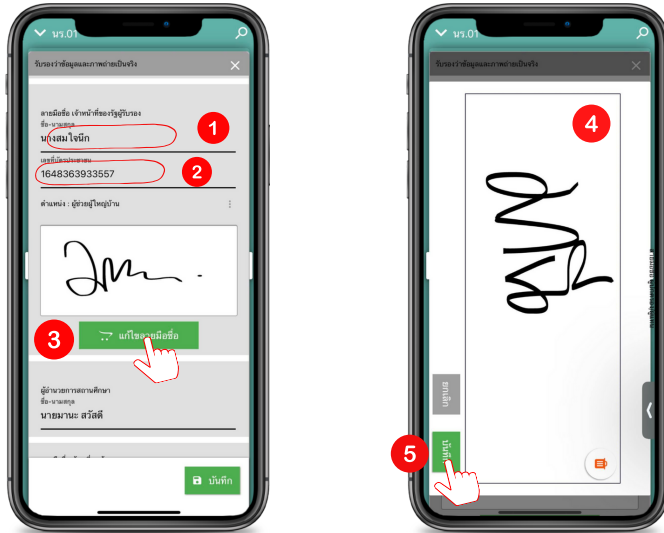 นร.01
รับรองว่าข้อมูลและภาพถ่ายเป็นจริง
ลายมือชื่อ เจ้าหน้าที่ของรัฐผู้รับรอง
ชื่อ-นามสกุล
นางสมใจนึก
1
เลขที่บัตรประชาชน
1648363933557
2
ตำแหน่ง : ผู้ช่วยผู้ใหญ่บ้าน
3
แก้ไขลายมือชื่อ
ผู้อำนวยการสถานศึกษา
ชื่อ-นามสกุล
นายมานะ สวัสดี
บันทึก
นร.01
รับรองว่าข้อมูลและภาพถ่ายเป็นจริง
4
ยกเลิก
5
บันทึก